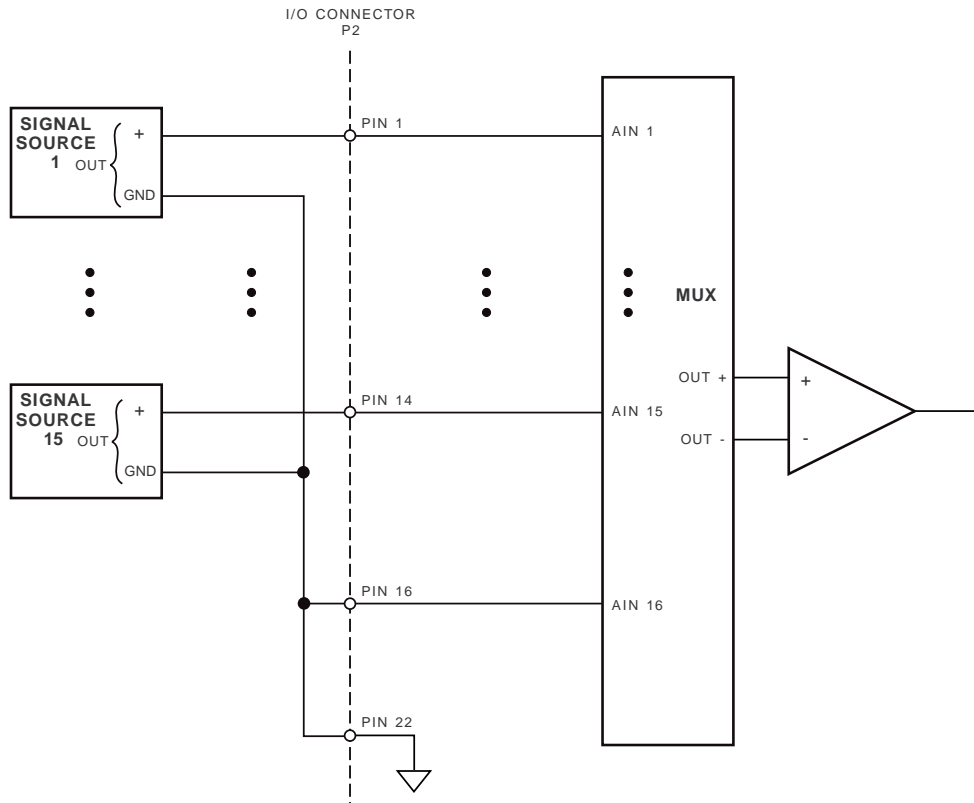 I/O CONNECTOR
P2
SIGNAL
SOURCE
1 OUT
+
GND
PIN 1
AIN 1
MUX
SIGNAL
SOURCE
15 OUT
+
GND
PIN 14
AIN 15
OUT +
OUT -
+
-
PIN 16
AIN 16
PIN 22